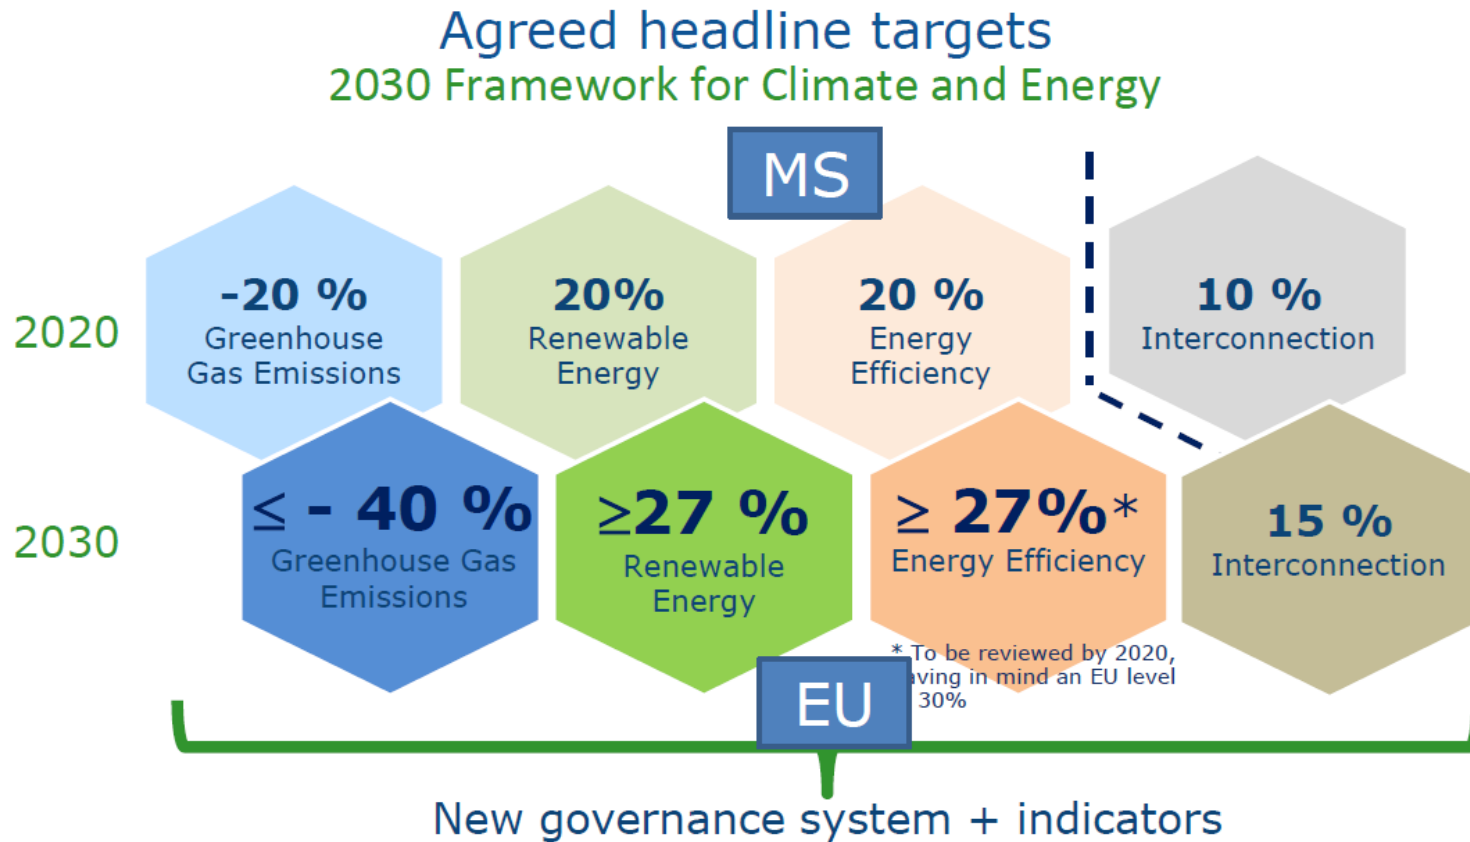 Agreed headline targets
2030 Framework for Climate and Energy
MS
2020
-20 %
Greenhouse
Gas Emissions
20%
Renewable
Energy
20 %
Energy
Efficiency
10 %
Interconnection
2030
≤ - 40 %
Greenhouse Gas
Emissions
≥27 %
Renewable
Energy
≥ 27%*
Energy Efficiency
15 %
Interconnection
* To be reviewed by 2020,
in mind an EU level
30%
EU
New governance system + indicators